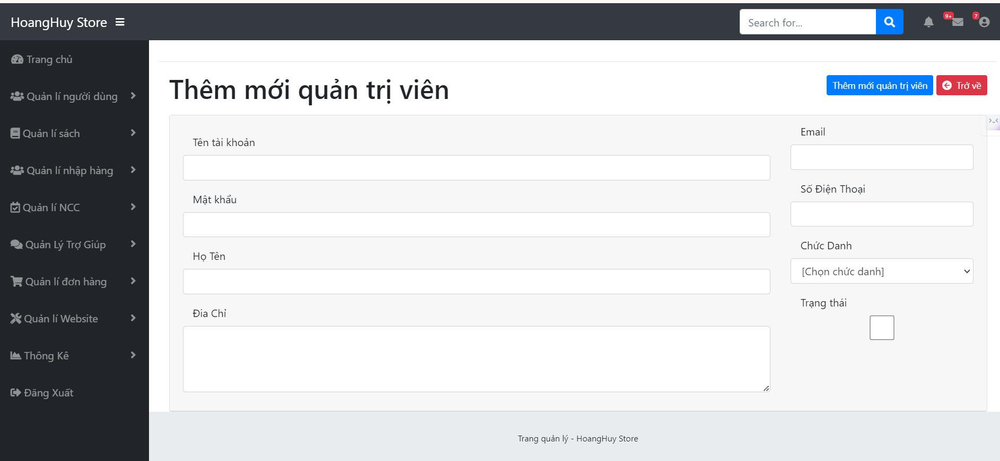 HoangHuy Store
Search for...
9+
7
Trang chủ
Quản lí người dùng
Quản lí sách
Quản lí nhập hàng
Quản lí NCC
Quản Lý Trợ Giúp
Quản lí đơn hàng
Quản lí Website
Thông Kê
Đăng Xuất
Thêm mới quản trị viên
Thêm mới quản trị viên
Trở về
Tên tài khoản
Mật khẩu
Họ Tên
Đia Chỉ
Email
Số Điện Thoại
Chức Danh
[Chọn chức danh]
Trạng thái
Trang quản lý - HoangHuy Store